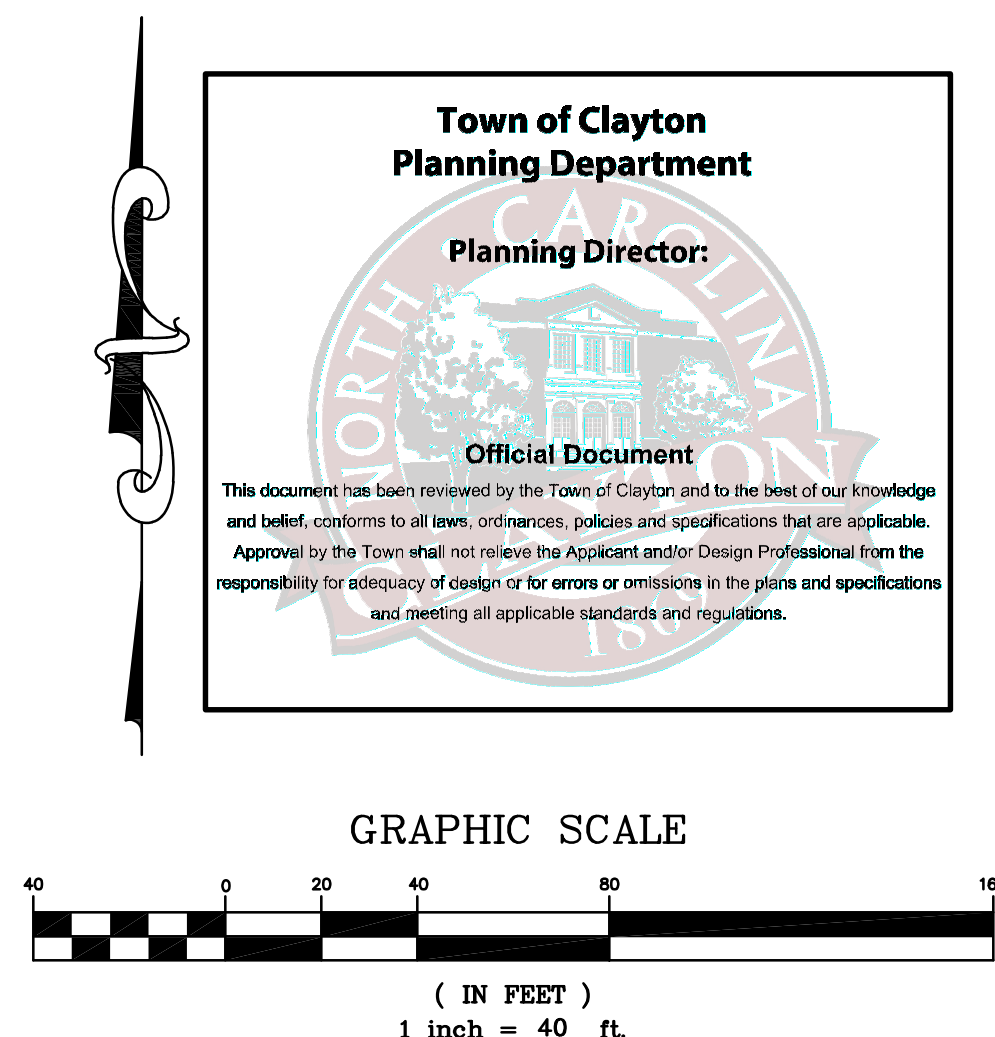 Town of Clayton
Planning Department
NORTH CAROLINA
Planning Director:
CLAYTON
1869
Official Document
This document has been reviewed by the Town of Clayton and to the best of our knowledge
and belief, conforms to all laws, ordinances, policies and specifications that are applicable.
Approval by the Town shall not relieve the Applicant and/or Design Professional from the
responsibility for adequacy of design or for errors or omissions in the plans and specifications
and meeting all applicable standards and regulations.
GRAPHIC SCALE
40 0 20 40 80
( IN FEET )
1 inch = 40 ft.